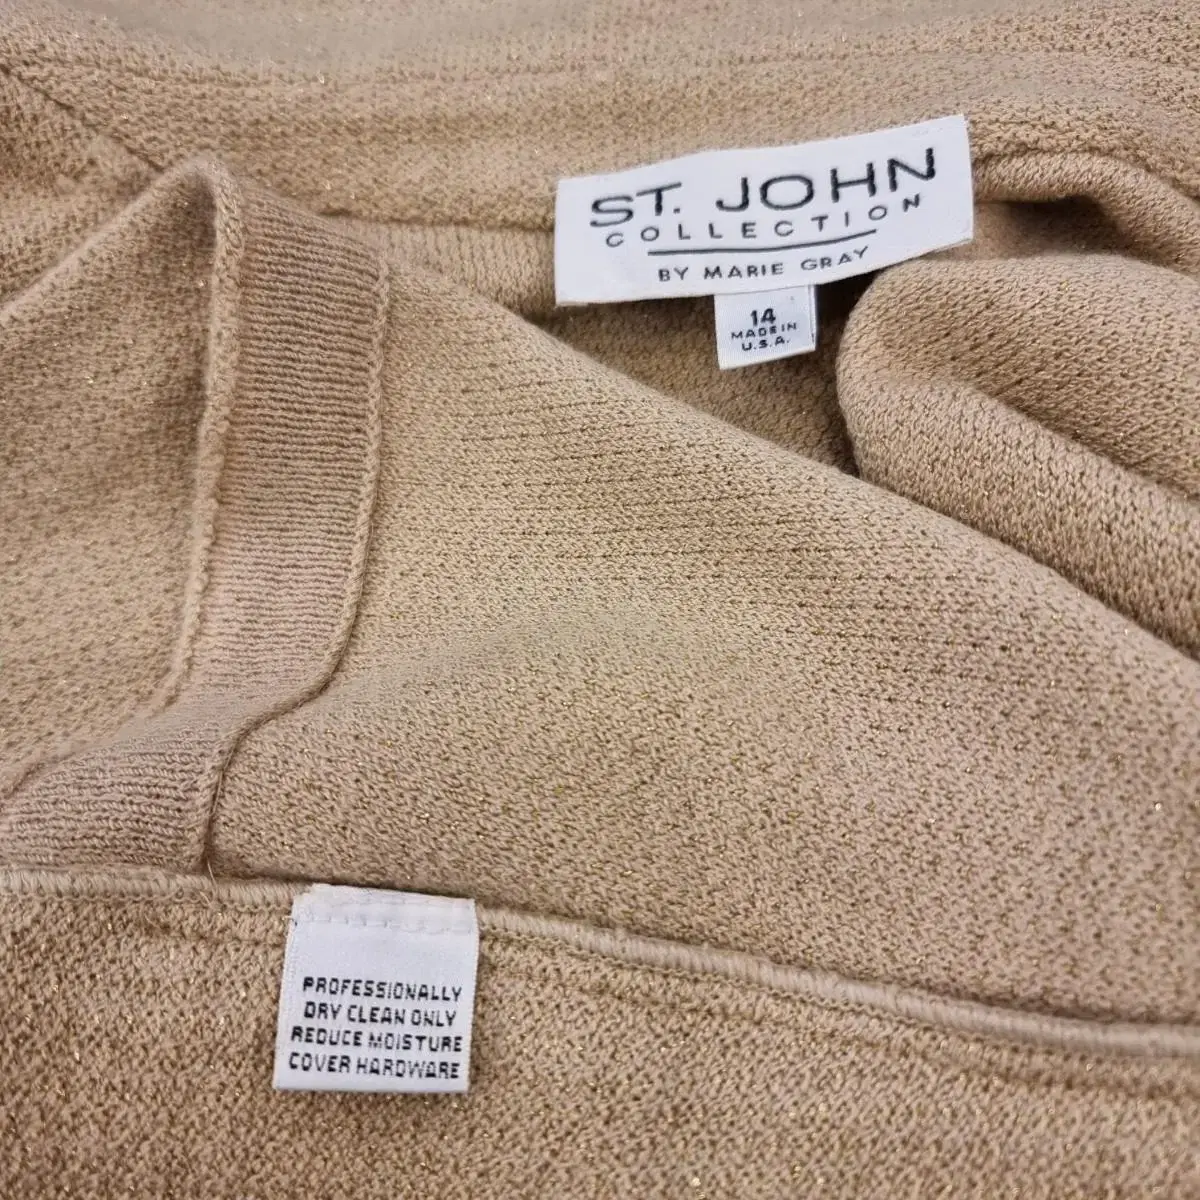 ST. JOHN
COLLECTION
BY MARIE GRAY
14
MADE IN
U.S.A.
PROFESSIONALLY
DRY CLEAN ONLY
REDUCE MOISTURE
COVER HARDWARE